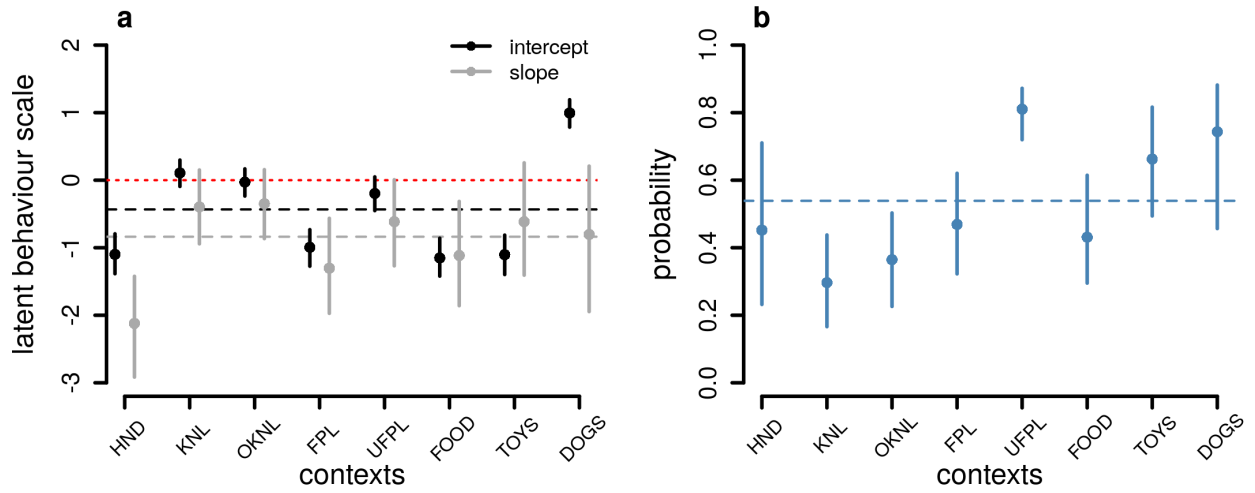 a
intercept
slope
latent behaviour scale
2
1
0
-1
-2
-3
HND
KNL
OKNL
FPL
UFPL
FOOD
TOYS
DOGS
contexts
b
probability
1.0
0.8
0.6
0.4
0.2
0.0
HND
KNL
OKNL
FPL
UFPL
FOOD
TOYS
DOGS
contexts